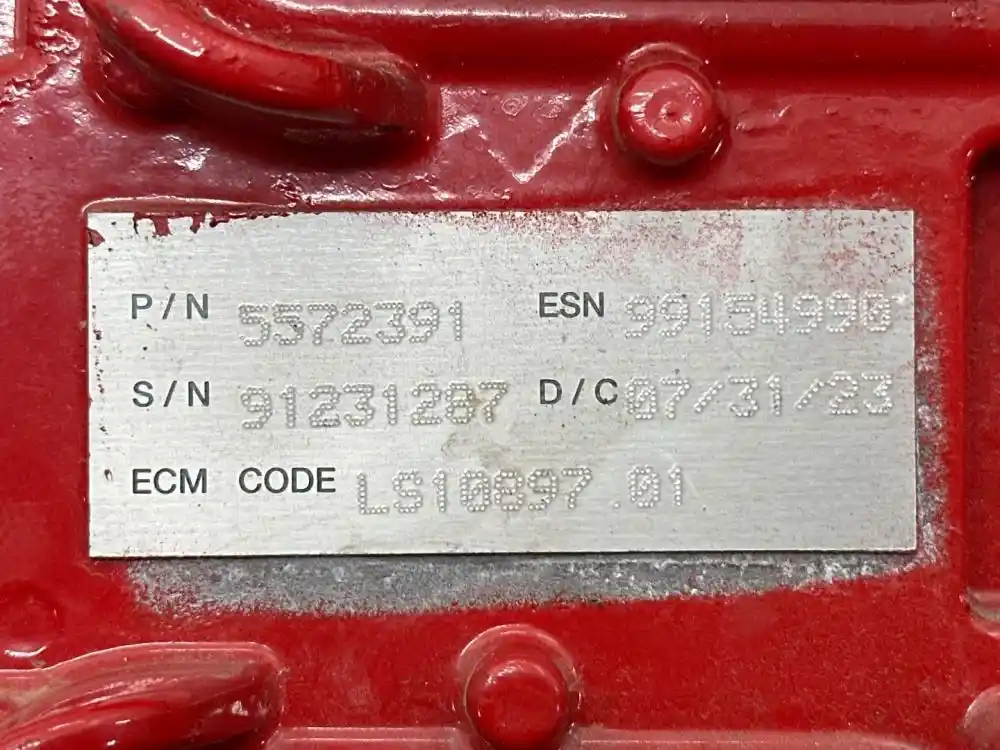 P/N 5572391 ESN 99154990
S/N 91231287 D/C 07/31/23
ECM CODE LS10897.01